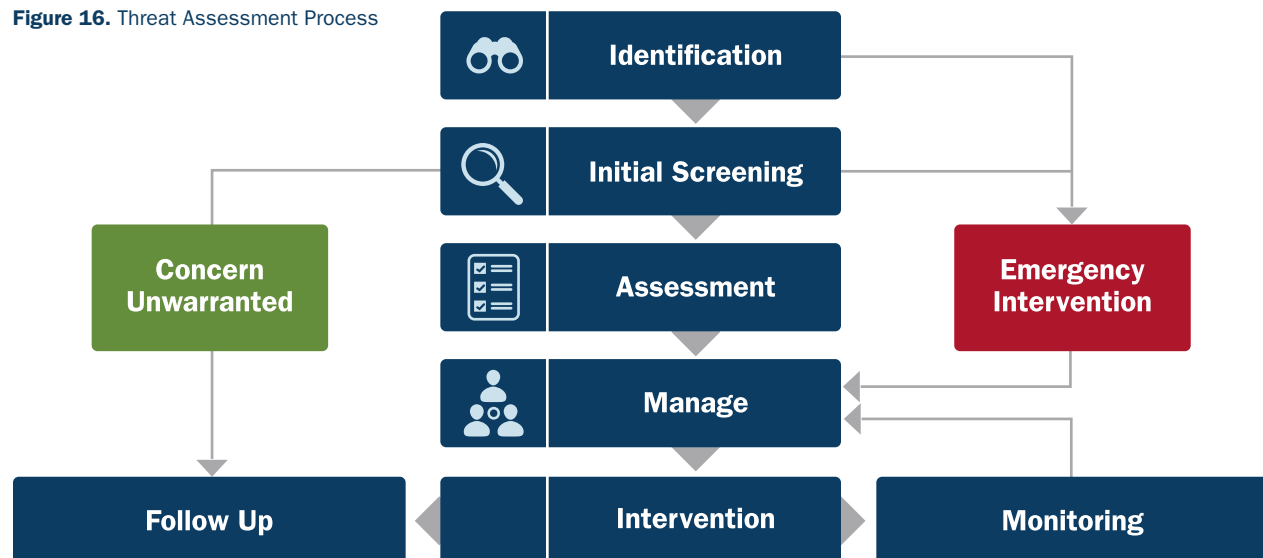 Figure 16. Threat Assessment Process
Identification
Initial Screening
Concern
Unwarranted
Assessment
Emergency
Intervention
Manage
Follow Up
Intervention
Monitoring